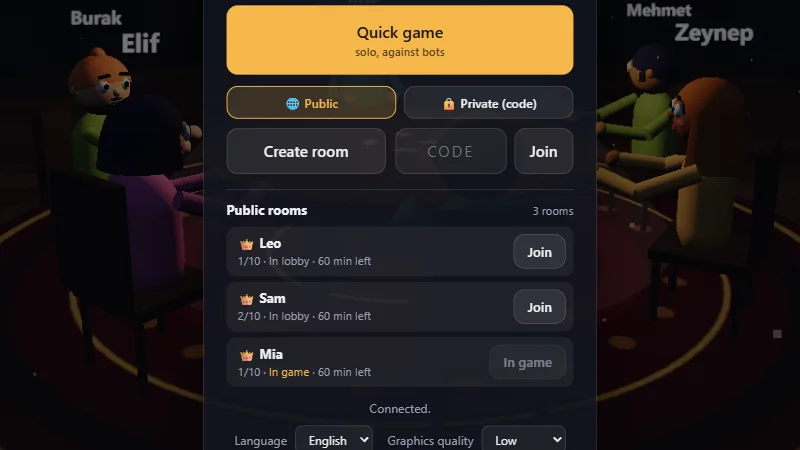 Burak
Elif
Mehmet
Zeynep
Quick game
solo, against bots
Public
Private (code)
Create room
CODE
Join
Public rooms
3 rooms
Leo
1/10 · In lobby · 60 min left
Join
Sam
2/10 · In lobby · 60 min left
Join
Mia
1/10 · In game · 60 min left
In game
Connected.
Language
English
Graphics quality
Low